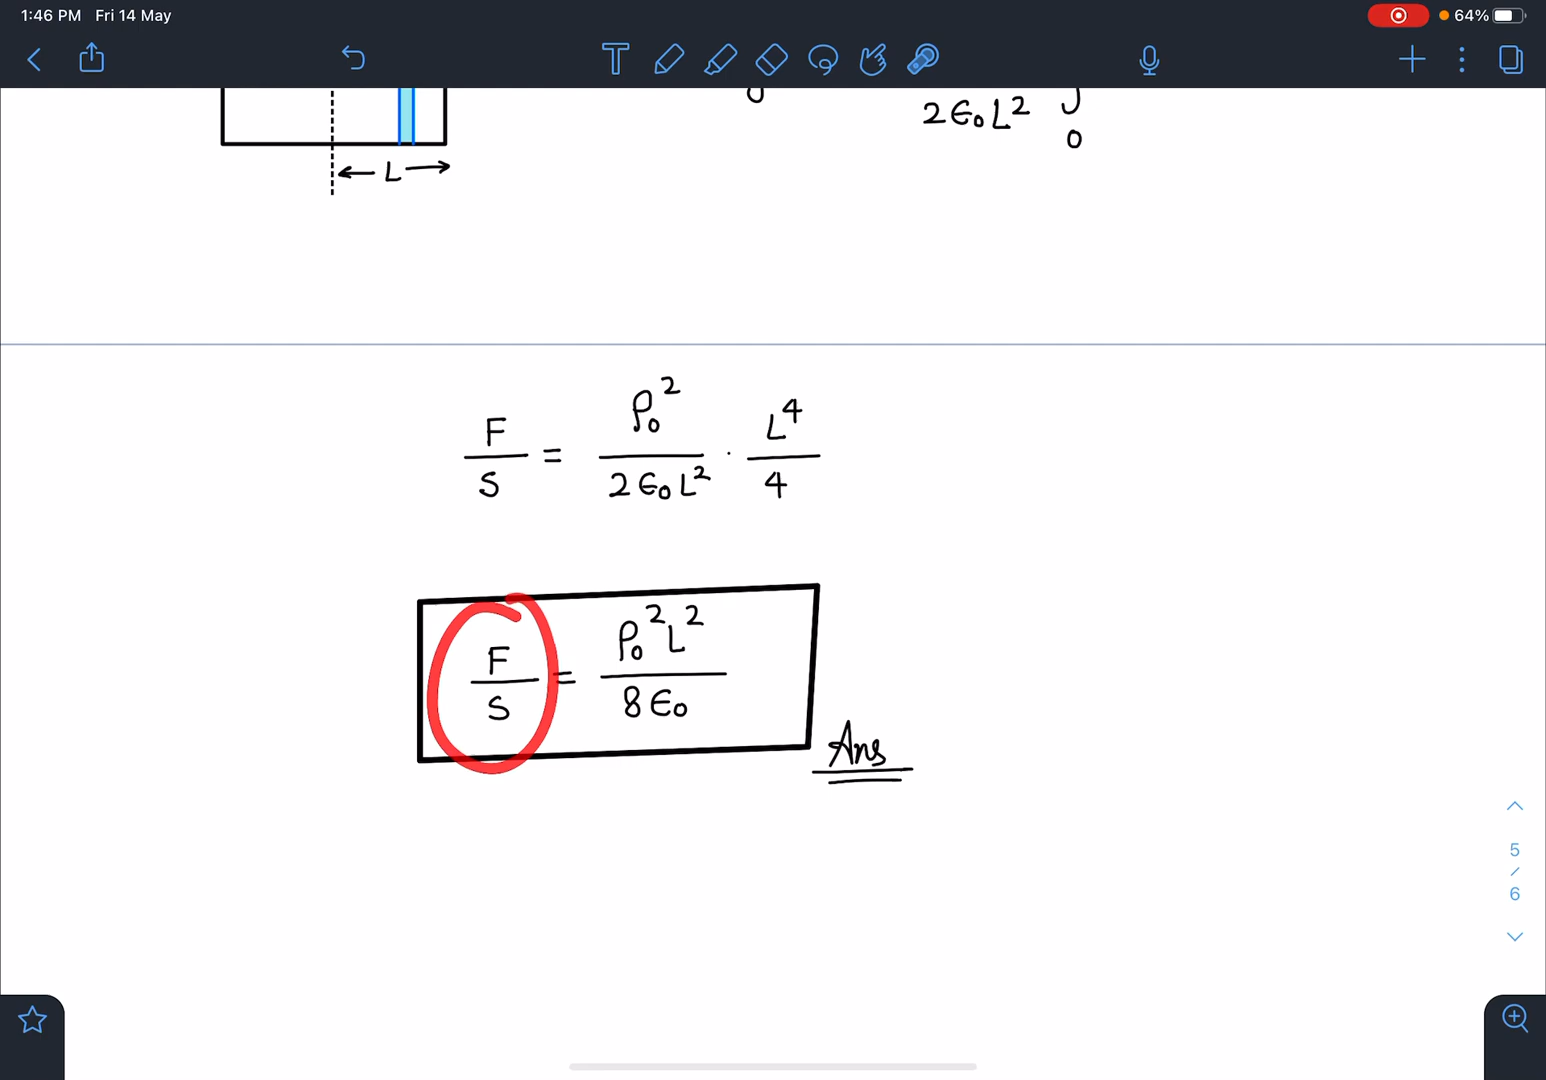 1:46 PM Fri 14 May
64%
2ϵ₀L²
0
L
F/S = ρ₀²/2ϵ₀L² · L⁴/4
F/S = ρ₀²L²/8ϵ₀
Ans
5
/
6